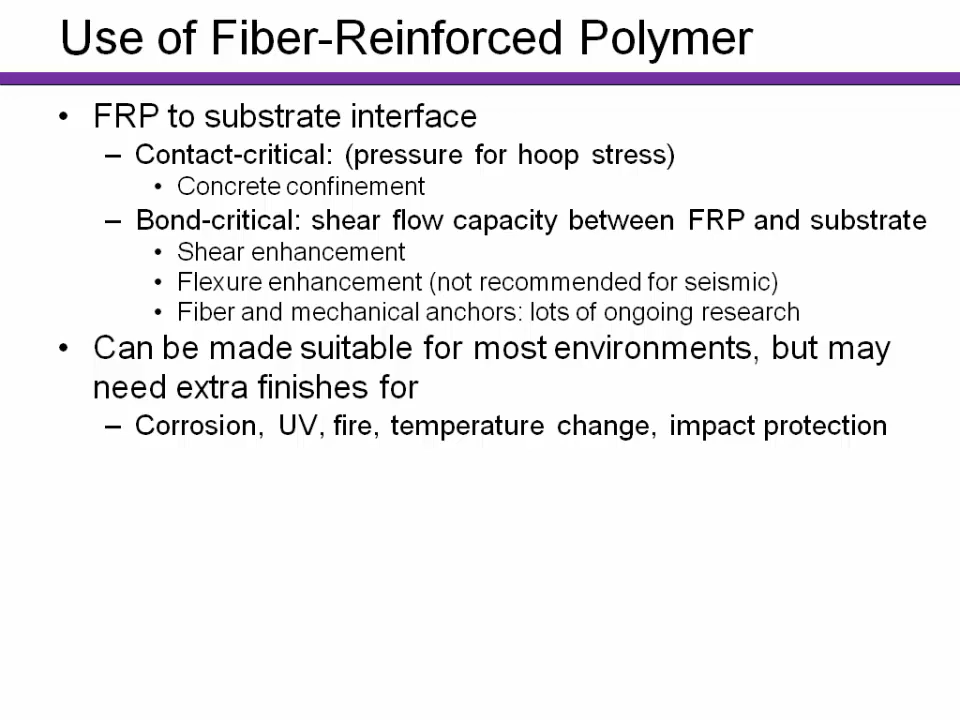 Use of Fiber-Reinforced Polymer
• FRP to substrate interface
– Contact-critical: (pressure for hoop stress)
• Concrete confinement
– Bond-critical: shear flow capacity between FRP and substrate
• Shear enhancement
• Flexure enhancement (not recommended for seismic)
• Fiber and mechanical anchors: lots of ongoing research
• Can be made suitable for most environments, but may
need extra finishes for
– Corrosion, UV, fire, temperature change, impact protection